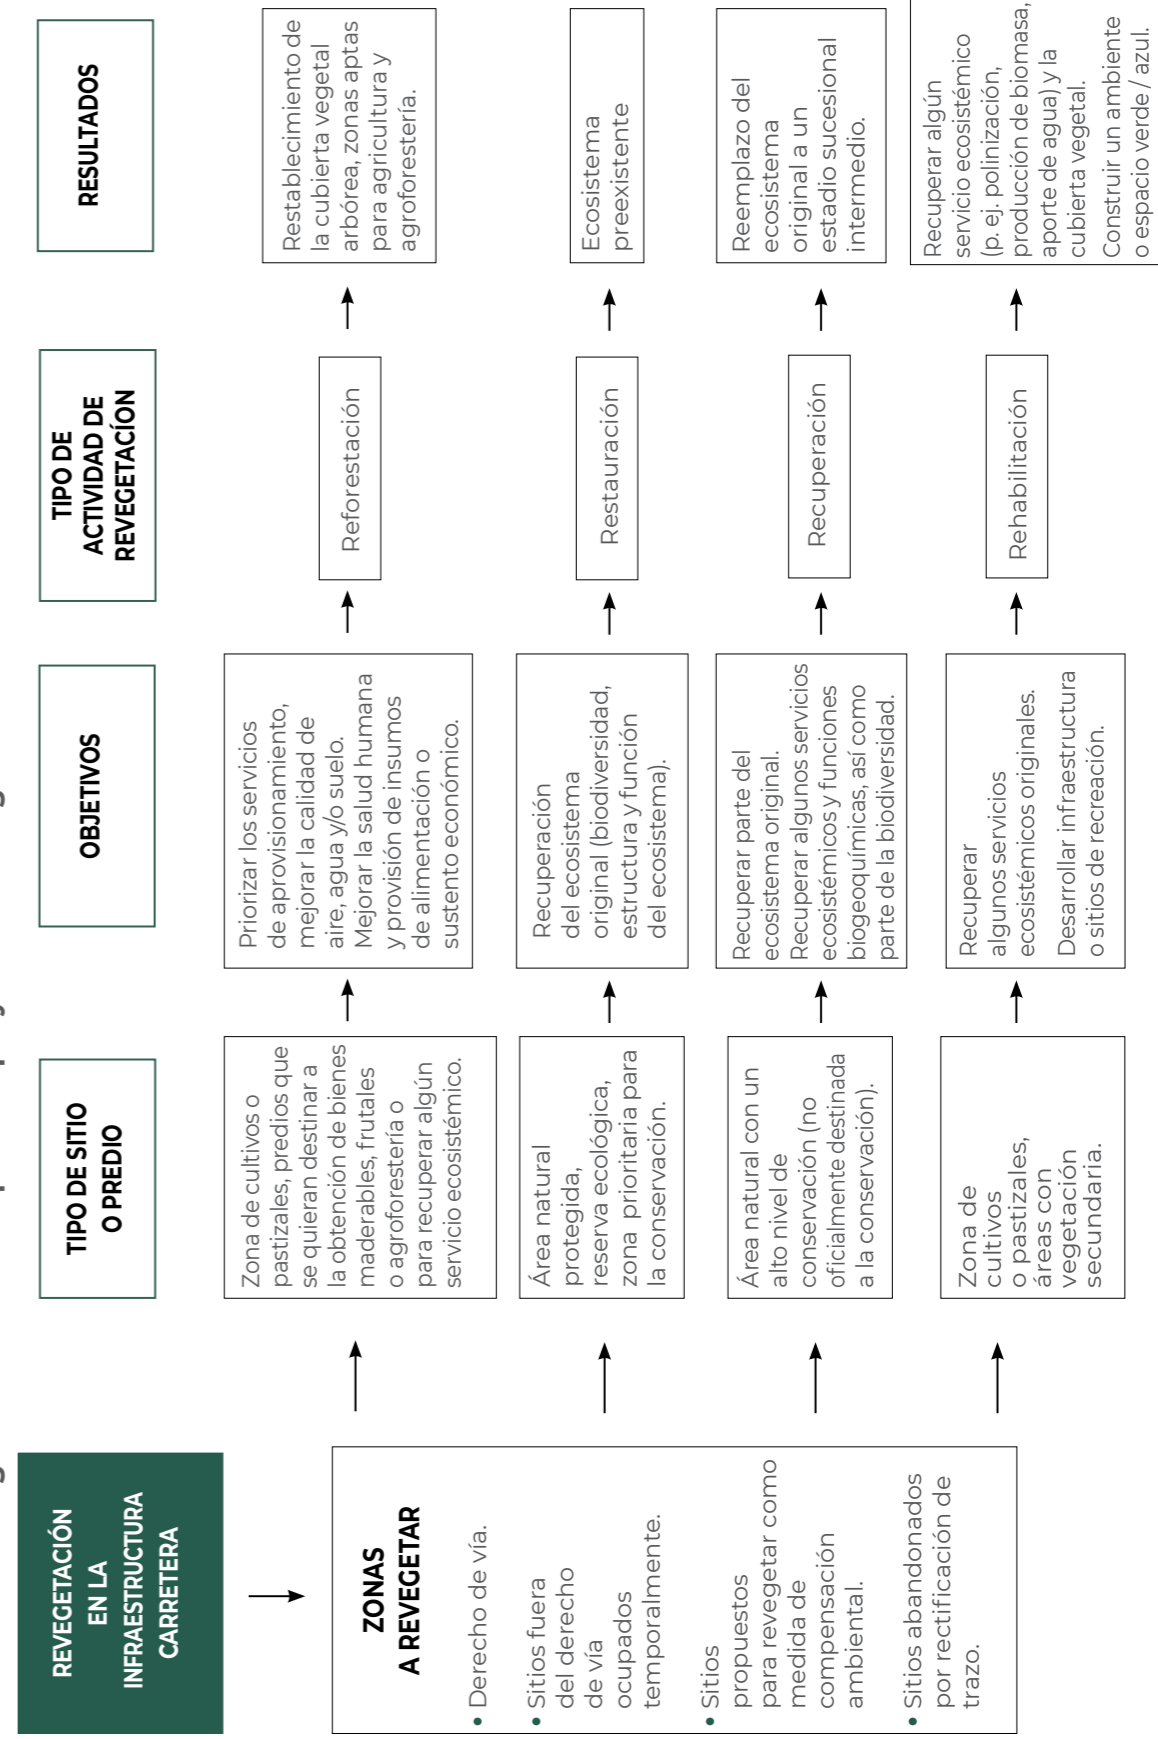 REVEGETACIÓN
EN LA
INFRAESTRUCTURA
CARRETERA
ZONAS
A REVEGETAR
• Derecho de vía.
• Sitios fuera
del derecho
de vía
ocupados
temporalmente.
• Sitios
propuestos
para revegetar como
medida de
compensación
ambiental.
• Sitios abandonados
por rectificación de
trazo.
TIPO DE SITIO
O PREDIO
OBJETIVOS
TIPO DE
ACTIVIDAD DE
REVEGETACÍON
RESULTADOS
Zona de cultivos o
pastizales, predios que
se quieran destinar a
la obtención de bienes
maderables, frutales
o agroforestería o
para recuperar algún
servicio ecosistémico.
Priorizar los servicios
de aprovisionamiento,
mejorar la calidad de
aire, agua y/o suelo.
Mejorar la salud humana
y provisión de insumos
de alimentación o
sustento económico.
Reforestación
Restablecimiento de
la cubierta vegetal
arbórea, zonas aptas
para agricultura y
agroforestería.
Área natural
protegida,
reserva ecológica,
zona prioritaria para
la conservación.
Recuperación
del ecosistema
original (biodiversidad,
estructura y función
del ecosistema).
Restauración
Ecosistema
preexistente
Área natural con un
alto nivel de
conservación (no
oficialmente destinada
a la conservación).
Recuperar parte del
ecosistema original.
Recuperar algunos servicios
ecosistémicos y funciones
biogeoquímicas, así como
parte de la biodiversidad.
Recuperación
Reemplazo del
ecosistema
original a un
estadio sucesional
intermedio.
Zona de
cultivos
o pastizales,
áreas con
vegetación
secundaria.
Recuperar
algunos servicios
ecosistémicos originales.
Desarrollar infraestructura
o sitios de recreación.
Rehabilitación
Recuperar algún
servicio ecosistémico
(p. ej. polinización,
producción de biomasa,
aporte de agua) y la
cubierta vegetal.
Construir un ambiente
o espacio verde / azul.